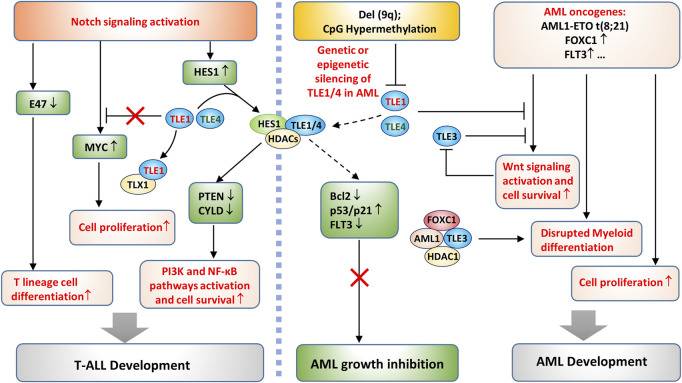 Notch signaling activation
HES1 ↑
E47 ↓
TLE1
TLE4
MYC ↑
TLE1
TLX1
Cell proliferation ↑
T lineage cell
differentiation ↑
HES1
TLE1/4
HDACs
PTEN ↓
CYLD ↓
PI3K and NF-κB
pathways activation
and cell survival ↑
T-ALL Development
Del (9q);
CpG Hypermethylation
Genetic or
epigenetic
silencing of
TLE1/4 in AML
TLE1
TLE4
Bcl2 ↓
p53/p21 ↑
FLT3 ↓
AML growth inhibition
AML oncogenes:
AML1-ETO t(8;21)
FOXC1 ↑
FLT3 ↑ ...
TLE3
Wnt signaling
activation and
cell survival ↑
FOXC1
AML1
TLE3
HDAC1
Disrupted Myeloid
differentiation
Cell proliferation ↑
AML Development